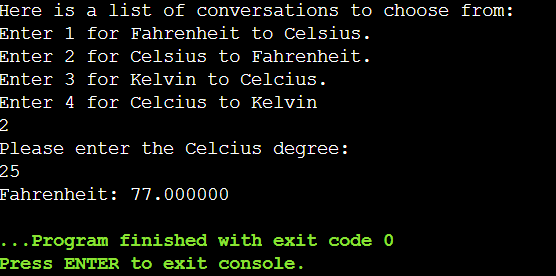 Here is a list of conversations to choose from:
Enter 1 for Fahrenheit to Celsius.
Enter 2 for Celsius to Fahrenheit.
Enter 3 for Kelvin to Celcius.
Enter 4 for Celcius to Kelvin
2
Please enter the Celcius degree:
25
Fahrenheit: 77.000000
...Program finished with exit code 0
Press ENTER to exit console.